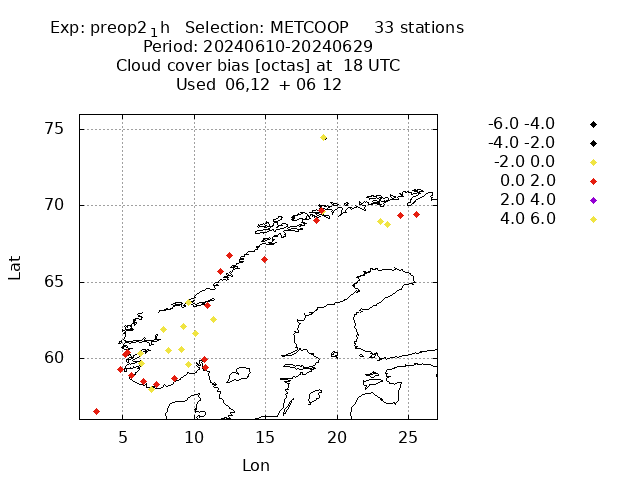 Exp: preop2₁h   Selection: METCOOP     33 stations
Period: 20240610-20240629
Cloud cover bias [octas] at  18 UTC
Used  06,12  + 06 12
-6.0 -4.0
-4.0 -2.0
-2.0 0.0
0.0 2.0
2.0 4.0
4.0 6.0
75
70
65
60
Lat
5
10
15
20
25
Lon